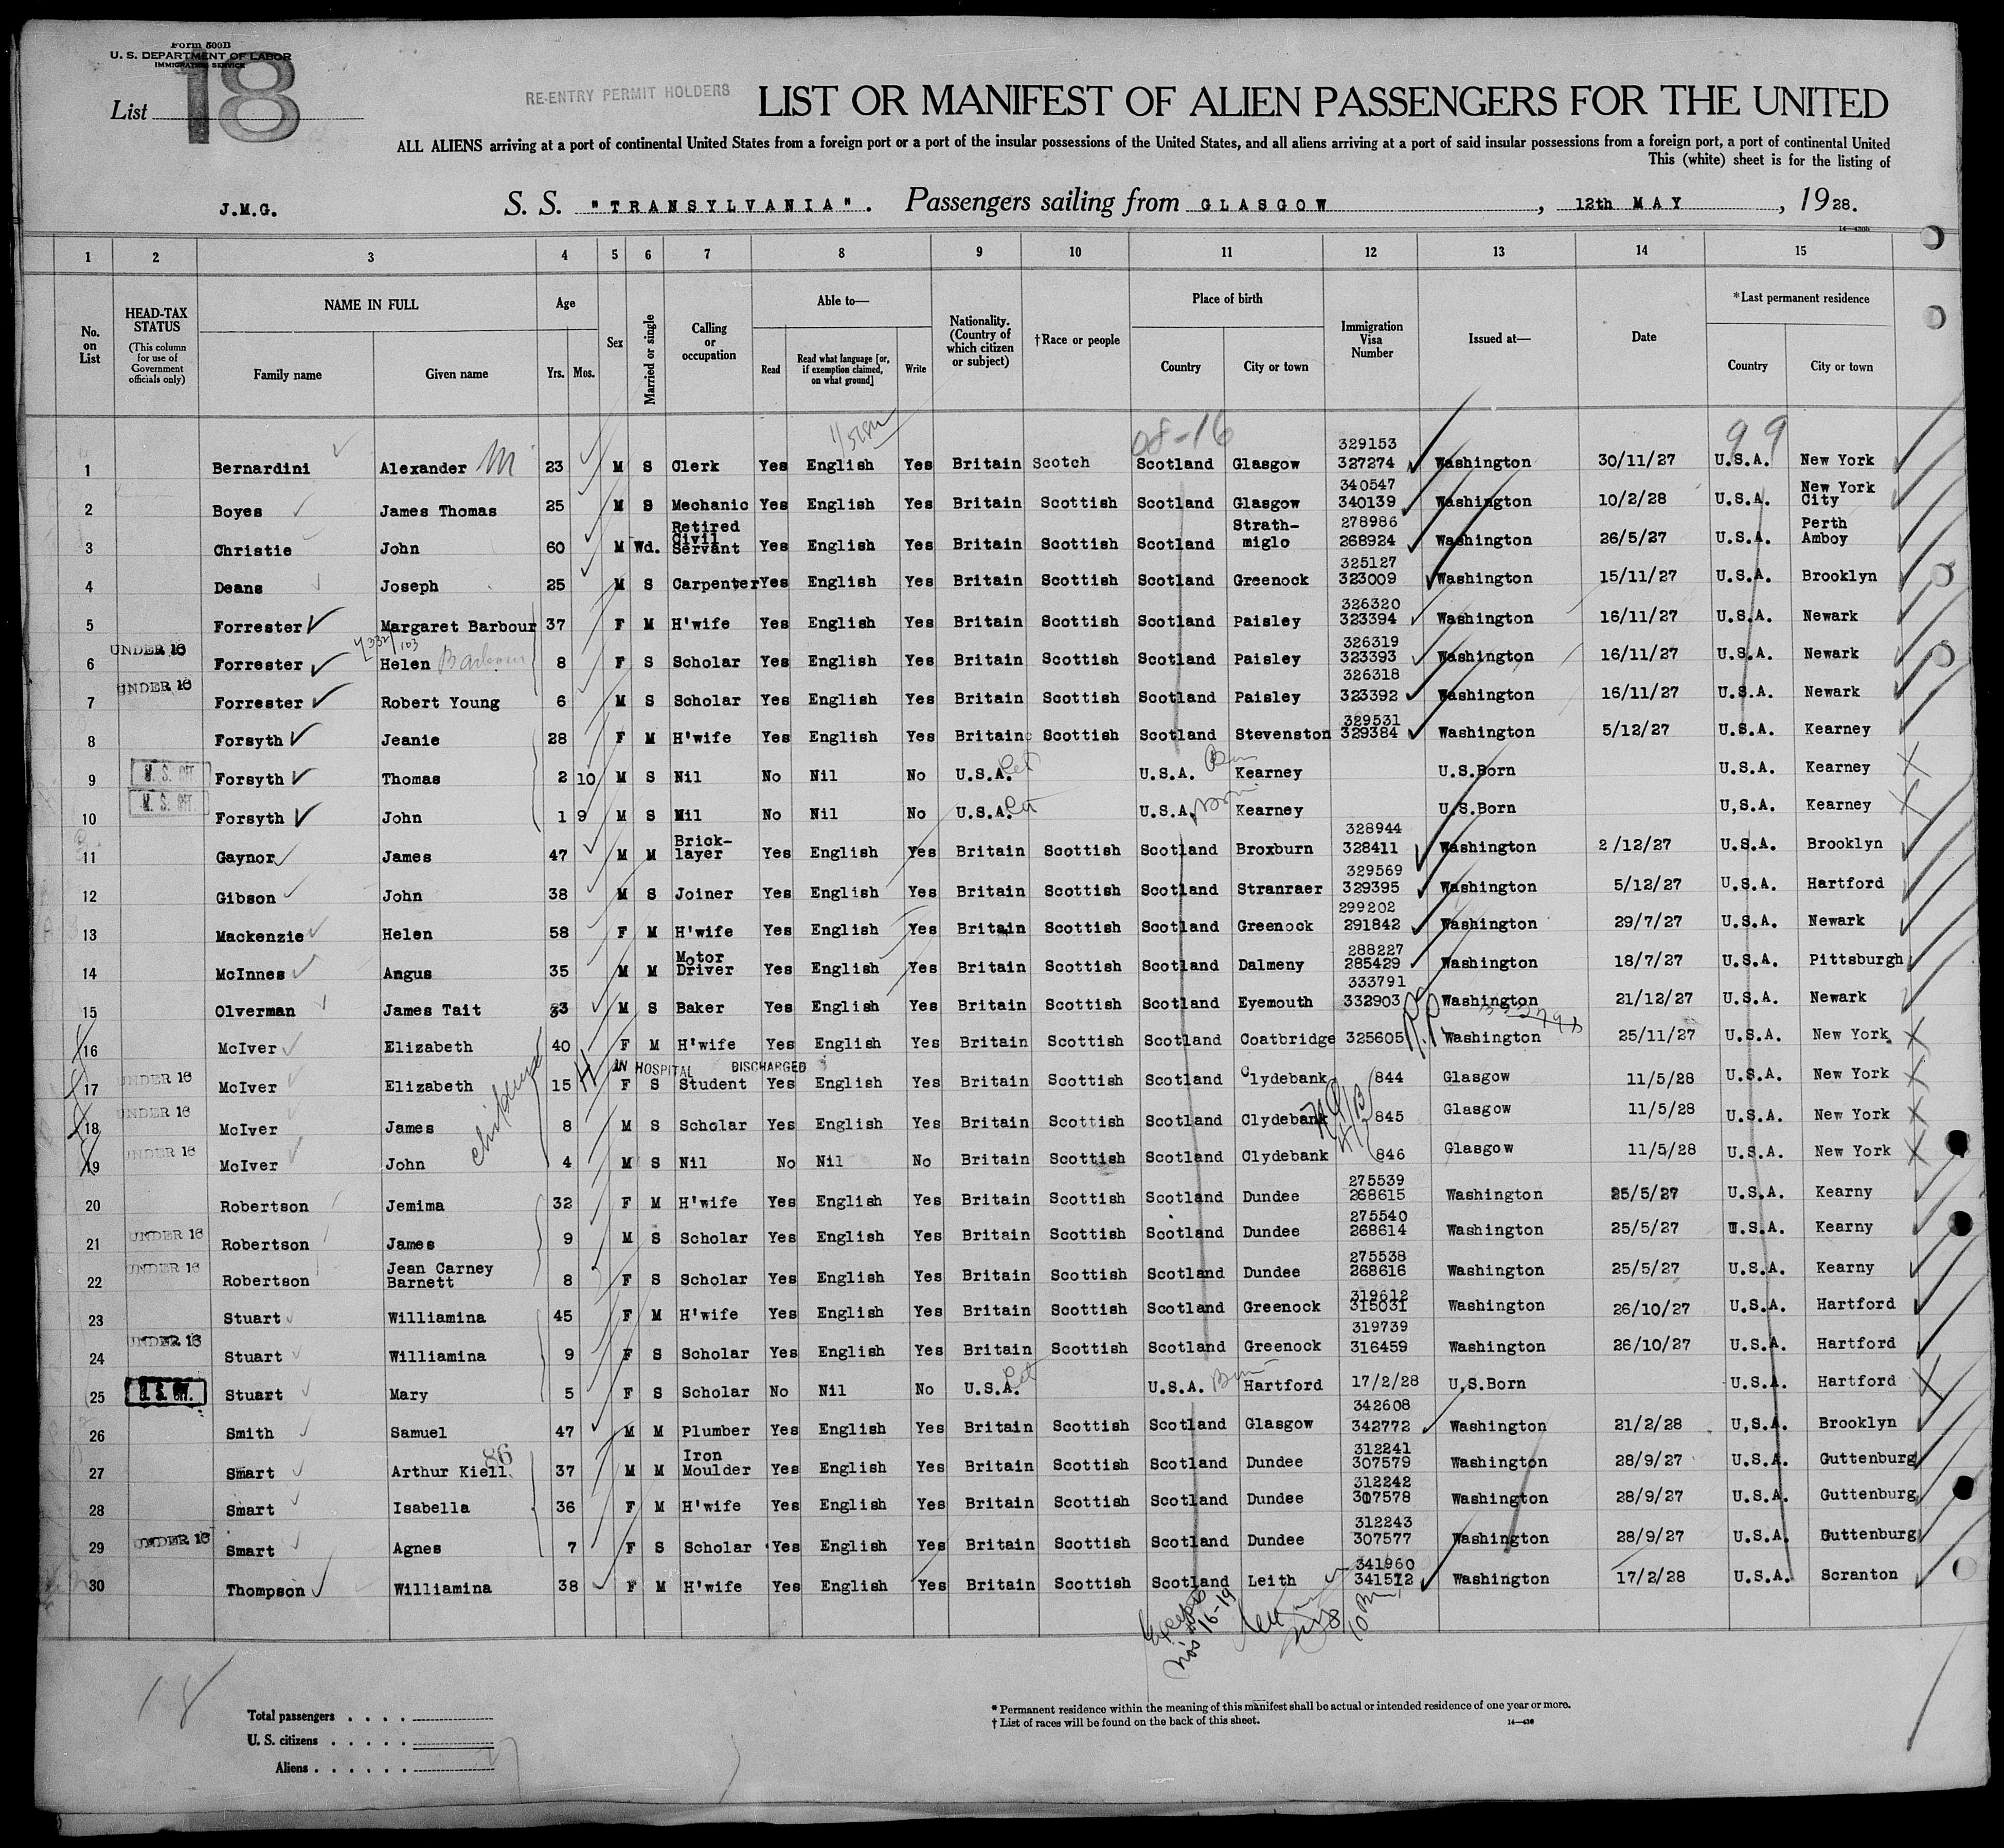 Form 500B
U. S. DEPARTMENT OF LABOR
IMMIGRATION SERVICE
List 18
RE-ENTRY PERMIT HOLDERS
LIST OR MANIFEST OF ALIEN PASSENGERS FOR THE UNITED
ALL ALIENS arriving at a port of continental United States from a foreign port or a port of the insular possessions of the United States, and all aliens arriving at a port of said insular possessions from a foreign port, a port of continental United
This (white) sheet is for the listing of
J.M.G. S. S. "TRANSYLVANIA". Passengers sailing from GLASGOW, 12th MAY, 1928.
1 2 3 4 5 6 7 8 9 10 11 12 13 14 15
No. on List HEAD-TAX STATUS (This column for use of Government officials only) NAME IN FULL Family name Given name Age Yrs. Mos. Sex Married or single Calling or occupation Able to— Read Read what language [or, if exemption claimed, on what ground] Write Nationality. (Country of which citizen or subject) †Race or people Place of birth Country City or town Immigration Visa Number Issued at— Date *Last permanent residence Country City or town
08-16 99
1 Bernardini Alexander M 23 M S Clerk Yes English Yes Britain Scotch Scotland Glasgow 329153 327274 Washington 30/11/27 U.S.A. New York
2 Boyes James Thomas 25 M S Mechanic Yes English Yes Britain Scottish Scotland Glasgow 340547 340139 Washington 10/2/28 U.S.A. New York City
3 Christie John 60 M Wd. Retired Civil Servant Yes English Yes Britain Scottish Scotland Strath-miglo 278986 268924 Washington 26/5/27 U.S.A. Perth Amboy
4 Deans Joseph 25 M S Carpenter Yes English Yes Britain Scottish Scotland Greenock 325127 323009 Washington 15/11/27 U.S.A. Brooklyn
5 Forrester Margaret Barbour 37 F M H'wife Yes English Yes Britain Scottish Scotland Paisley 326320 323394 Washington 16/11/27 U.S.A. Newark
6 UNDER 16 Forrester Helen Barbour 8 F S Scholar Yes English Yes Britain Scottish Scotland Paisley 326319 323393 Washington 16/11/27 U.S.A. Newark
7 UNDER 16 Forrester Robert Young 6 M S Scholar Yes English Yes Britain Scottish Scotland Paisley 326318 323392 Washington 16/11/27 U.S.A. Newark
8 Forsyth Jeanie 28 F M H'wife Yes English Yes Britain Scottish Scotland Stevenston 329531 329384 Washington 5/12/27 U.S.A. Kearney
9 Forsyth Thomas 2 10 M S Nil No Nil No U.S.A. U.S.A. Kearney U.S.Born U.S.A. Kearney
10 Forsyth John 1 9 M S Nil No Nil No U.S.A. U.S.A. Born Kearney U.S.Born U,S.A. Kearney
11 Gaynor James 47 M M Brick-layer Yes English Yes Britain Scottish Scotland Broxburn 328944 328411 Washington 2/12/27 U.S.A. Brooklyn
12 Gibson John 38 M S Joiner Yes English Yes Britain Scottish Scotland Stranraer 329569 329395 Washington 5/12/27 U.S.A. Hartford
13 Mackenzie Helen 58 F M H'wife Yes English Yes Britain Scottish Scotland Greenock 299202 291842 Washington 29/7/27 U.S.A. Newark
14 McInnes Angus 35 M M Motor Driver Yes English Yes Britain Scottish Scotland Dalmeny 288227 285429 Washington 18/7/27 U.S.A. Pittsburgh
15 Olverman James Tait 53 M S Baker Yes English Yes Britain Scottish Scotland Eyemouth 333791 332903 Washington 21/12/27 U.S.A. Newark
16 McIver Elizabeth 40 F M H'wife Yes English Yes Britain Scottish Scotland Coatbridge 325605 Washington 25/11/27 U.S.A. New York
IN HOSPITAL DISCHARGED
17 UNDER 16 McIver Elizabeth 15 F S Student Yes English Yes Britain Scottish Scotland Clydebank 844 Glasgow 11/5/28 U.S.A. New York
18 UNDER 16 McIver James children 8 M S Scholar Yes English Yes Britain Scottish Scotland Clydebank 845 Glasgow 11/5/28 U.S.A. New York
19 UNDER 16 McIver John 4 M S Nil No Nil No Britain Scottish Scotland Clydebank 846 Glasgow 11/5/28 U.S.A. New York
20 Robertson Jemima 32 F M H'wife Yes English Yes Britain Scottish Scotland Dundee 275539 268615 Washington 25/5/27 U.S.A. Kearny
21 UNDER 16 Robertson James 9 M S Scholar Yes English Yes Britain Scottish Scotland Dundee 275540 268614 Washington 25/5/27 U.S.A. Kearny
22 UNDER 16 Robertson Jean Carney Barnett 8 F S Scholar Yes English Yes Britain Scottish Scotland Dundee 275538 268616 Washington 25/5/27 U.S.A. Kearny
23 Stuart Williamina 45 F M H'wife Yes English Yes Britain Scottish Scotland Greenock 319612 315031 Washington 26/10/27 U.S.A. Hartford
24 UNDER 16 Stuart Williamina 9 F S Scholar Yes English Yes Britain Scottish Scotland Greenock 319739 316459 Washington 26/10/27 U.S.A. Hartford
25 Stuart Mary 5 F S Scholar No Nil No U.S.A. U.S.A. Born Hartford 17/2/28 U,S.Born U.S.A. Hartford
26 Smith Samuel 47 M M Plumber Yes English Yes Britain Scottish Scotland Glasgow 342608 342772 Washington 21/2/28 U,S.A. Brooklyn
27 Smart Arthur Kiell 86 37 M M Iron Moulder Yes English Yes Britain Scottish Scotland Dundee 312241 307579 Washington 28/9/27 U.S.A. Guttenburg
28 Smart Isabella 36 F M H'wife Yes English Yes Britain Scottish Scotland Dundee 312242 307578 Washington 28/9/27 U.S.A. Guttenburg
29 UNDER 16 Smart Agnes 7 F S Scholar Yes English Yes Britain Scottish Scotland Dundee 312243 307577 Washington 28/9/27 U.S.A. Guttenburg
30 Thompson Williamina 38 F M H'wife Yes English Yes Britain Scottish Scotland Leith 341960 341512 Washington 17/2/28 U.S.A. Scranton
Except Nos 16-19
18
Total passengers
U. S. citizens
Aliens
* Permanent residence within the meaning of this manifest shall be actual or intended residence of one year or more.
† List of races will be found on the back of this sheet.
14—430